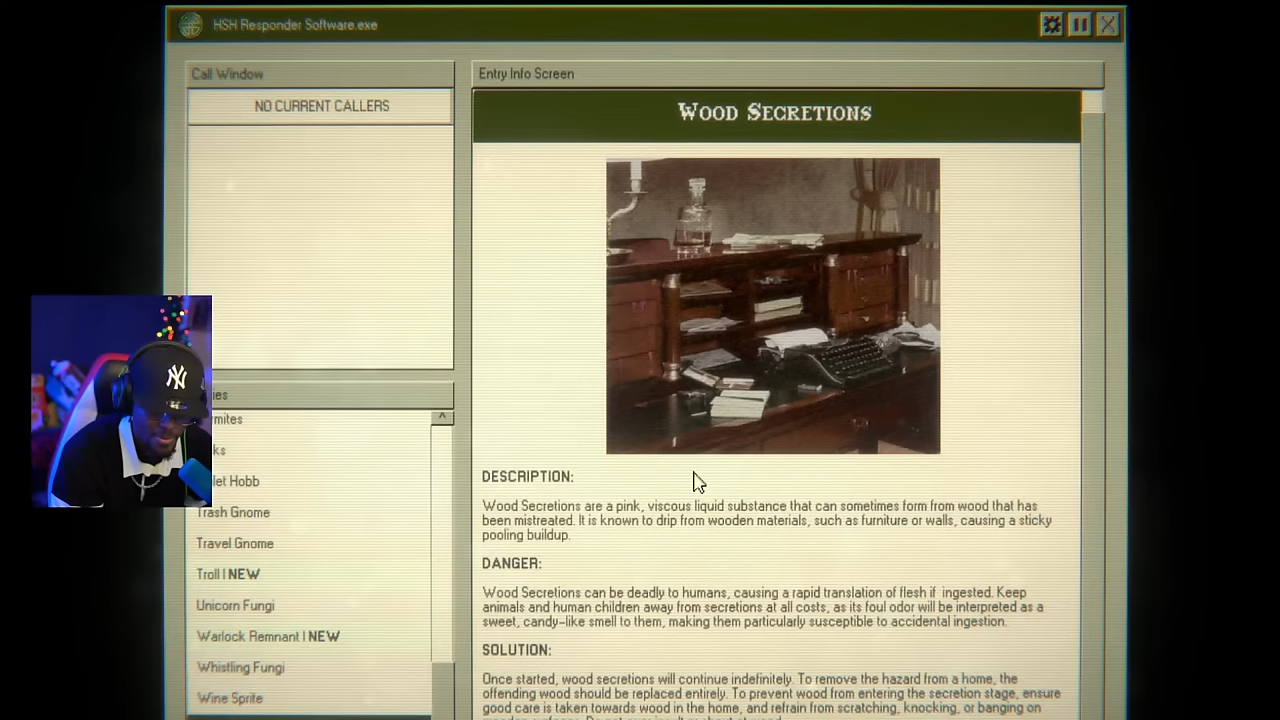 HSH Responder Software.exe
Call Window
NO CURRENT CALLERS
Trash Gnome
Travel Gnome
Troll | NEW
Unicorn Fungi
Warlock Remnant | NEW
Whistling Fungi
Wine Sprite
Entry Info Screen
WOOD SECRETIONS
DESCRIPTION:
Wood Secretions are a pink, viscous liquid substance that can sometimes form from wood that has
been mistreated. It is known to drip from wooden materials, such as furniture or walls, causing a sticky
pooling buildup.
DANGER:
Wood Secretions can be deadly to humans, causing a rapid translation of flesh if ingested. Keep
animals and human children away from secretions at all costs, as its foul odor will be interpreted as a
sweet, candy-like smell to them, making them particularly susceptible to accidental ingestion.
SOLUTION:
Once started, wood secretions will continue indefinitely. To remove the hazard from a home, the
offending wood should be replaced entirely. To prevent wood from entering the secretion stage, ensure
good care is taken towards wood in the home, and refrain from scratching, knocking, or banging on